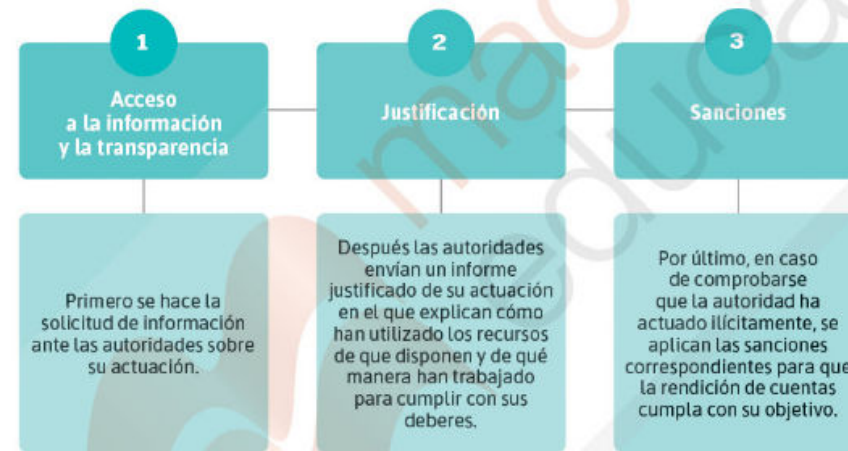 1
Acceso
a la información
y la transparencia
Primero se hace la
solicitud de información
ante las autoridades sobre
su actuación.
2
Justificación
Después las autoridades
envían un informe
justificado de su actuación
en el que explican cómo
han utilizado los recursos
de que disponen y de qué
manera han trabajado
para cumplir con sus
deberes.
3
Sanciones
Por último, en caso
de comprobarse
que la autoridad ha
actuado ilícitamente, se
aplican las sanciones
correspondientes para que
la rendición de cuentas
cumpla con su objetivo.